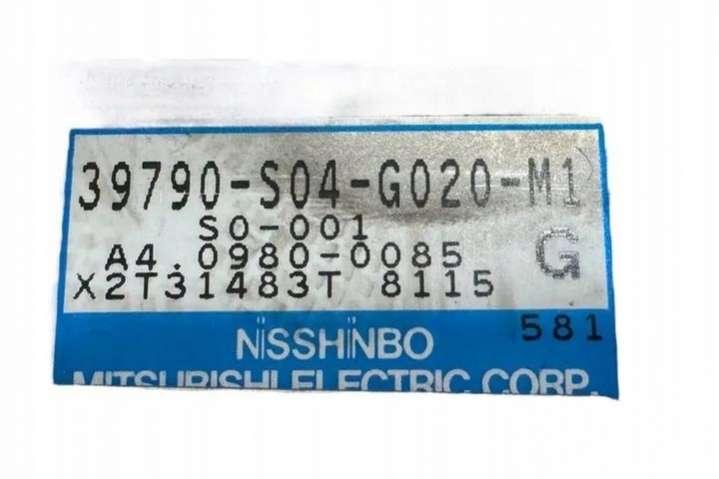 39790-S04-G020-M1
S0-001
A4.0980-0085 G
X2T31483T 8115
581
NISSHINBO
MITSUBISHI ELECTRIC CORP.